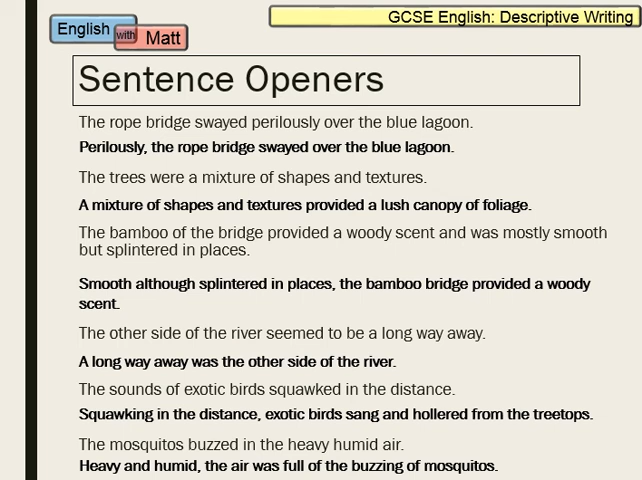 GCSE English: Descriptive Writing
English with Matt
Sentence Openers
The rope bridge swayed perilously over the blue lagoon.
Perilously, the rope bridge swayed over the blue lagoon.
The trees were a mixture of shapes and textures.
A mixture of shapes and textures provided a lush canopy of foliage.
The bamboo of the bridge provided a woody scent and was mostly smooth
but splintered in places.
Smooth although splintered in places, the bamboo bridge provided a woody
scent.
The other side of the river seemed to be a long way away.
A long way away was the other side of the river.
The sounds of exotic birds squawked in the distance.
Squawking in the distance, exotic birds sang and hollered from the treetops.
The mosquitos buzzed in the heavy humid air.
Heavy and humid, the air was full of the buzzing of mosquitos.